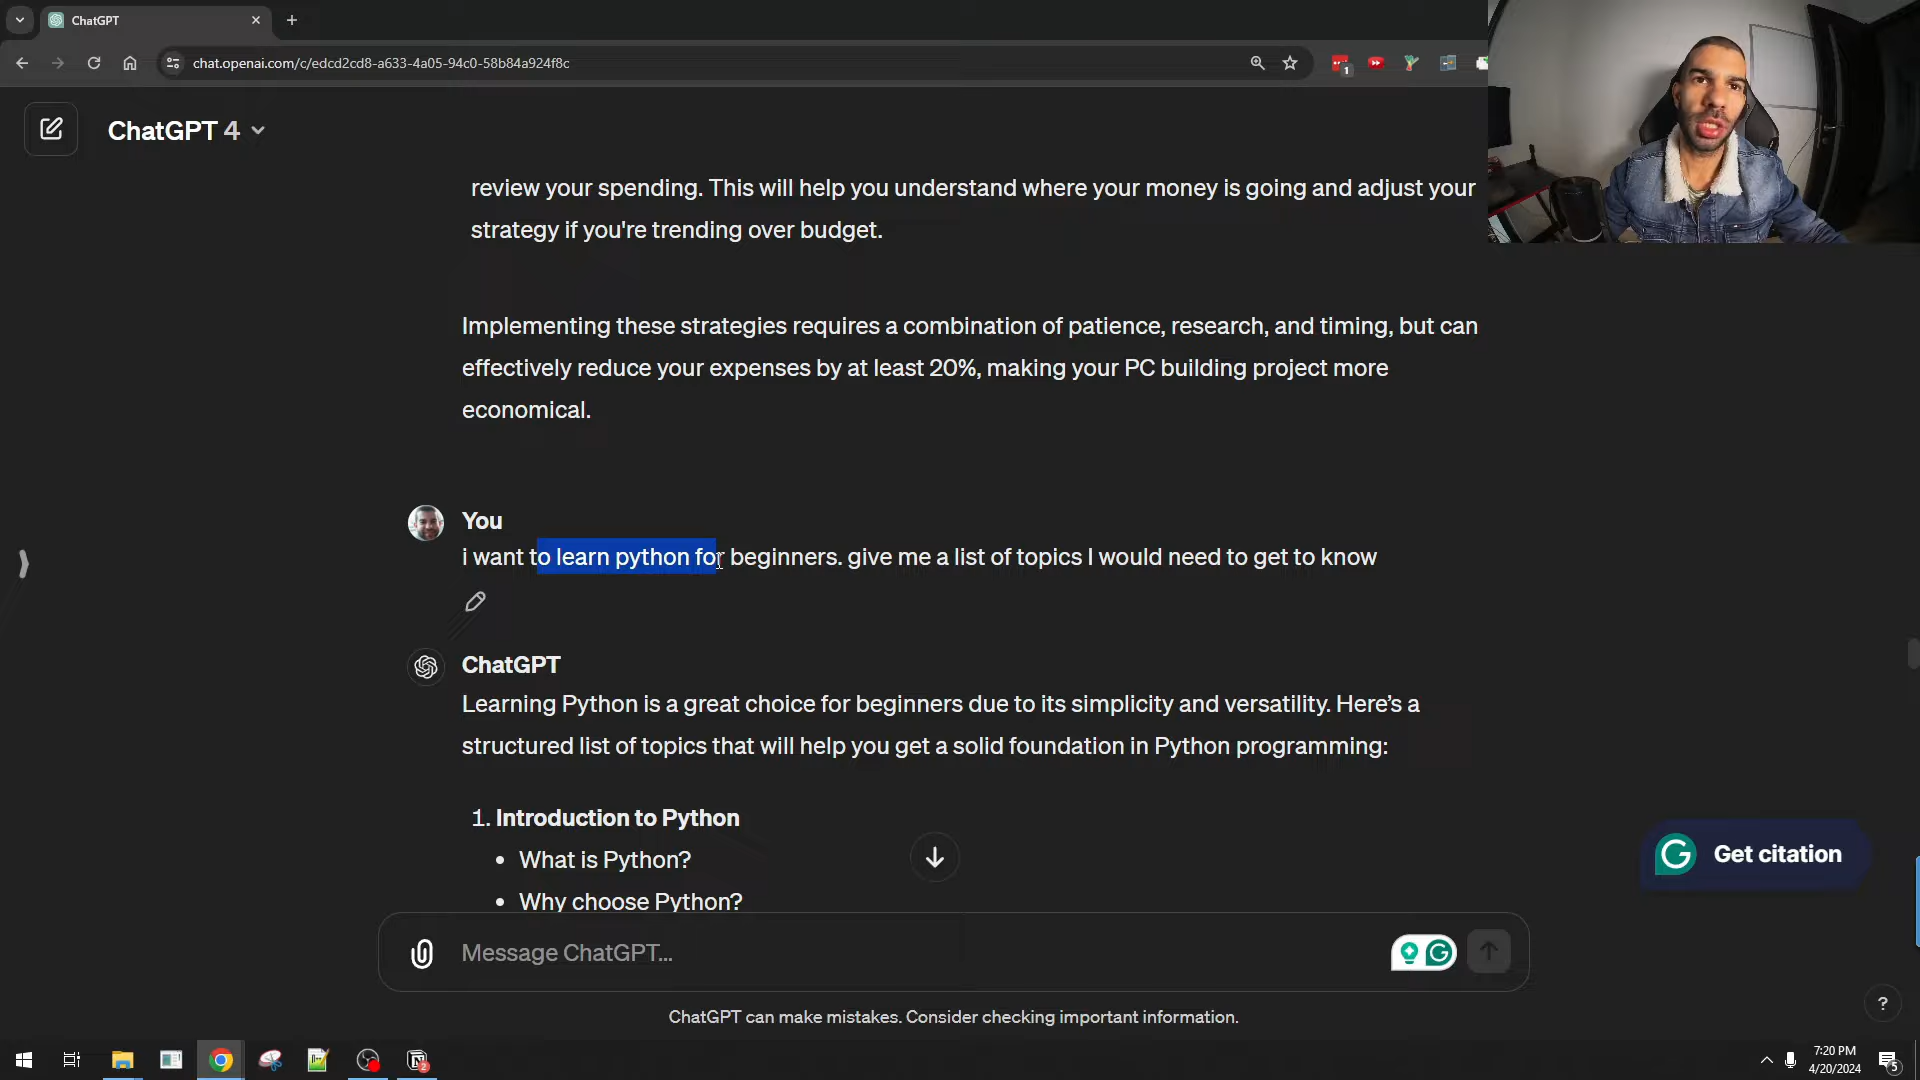 ChatGPT
chat.openai.com/c/edcd2cd8-a633-4a05-94c0-58b84a924f8c
1
ChatGPT 4
review your spending. This will help you understand where your money is going and adjust your
strategy if you're trending over budget.
Implementing these strategies requires a combination of patience, research, and timing, but can
effectively reduce your expenses by at least 20%, making your PC building project more
economical.
You
i want to learn python for beginners. give me a list of topics I would need to get to know
ChatGPT
Learning Python is a great choice for beginners due to its simplicity and versatility. Here’s a
structured list of topics that will help you get a solid foundation in Python programming:
1. Introduction to Python
• What is Python?
• Why choose Python?
Get citation
Message ChatGPT...
ChatGPT can make mistakes. Consider checking important information.
?
2
7:20 PM
4/20/2024
5